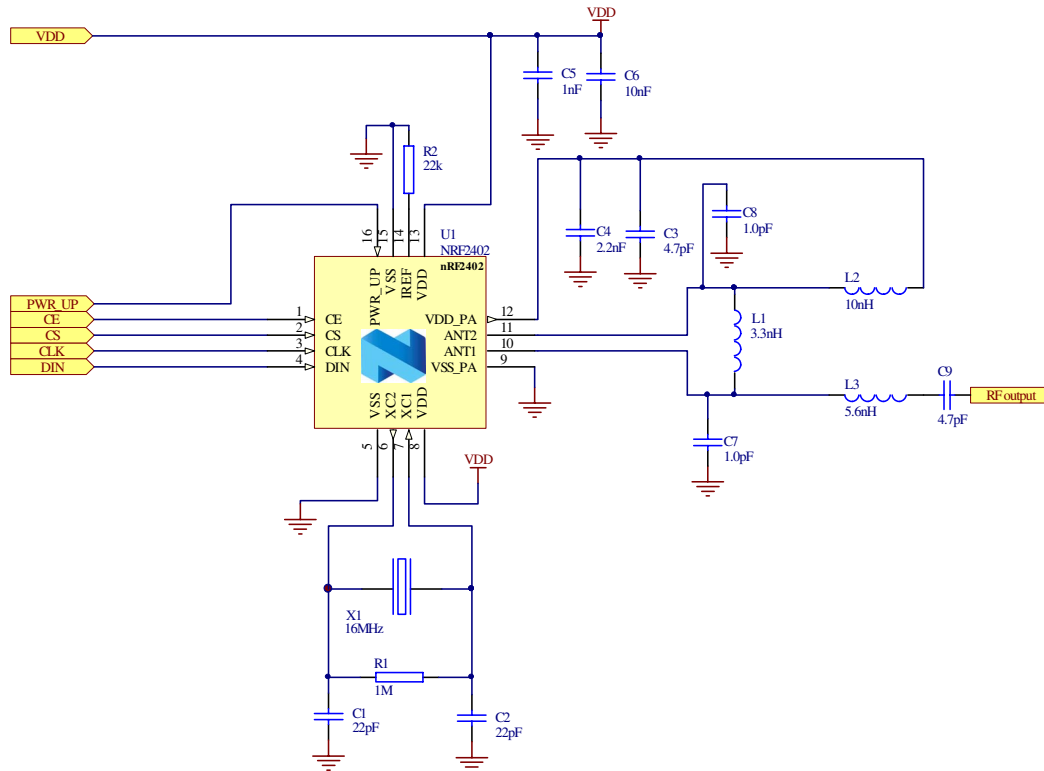 VDD
VDD
C5
1nF
C6
10nF
R2
22k
C8
1.0pF
C4
2.2nF
C3
4.7pF
U1
NRF2402
nRF2402
16
15
14
13
PWR_UP
VSS
IREF
VDD
L2
10nH
PWR_UP
CE
CS
CLK
DIN
1
2
3
4
CE
CS
CLK
DIN
VDD_PA
ANT2
ANT1
VSS_PA
12
11
10
9
L1
3.3nH
L3
5.6nH
C9
4.7pF
RF output
VSS
XC2
XC1
VDD
5
6
7
8
C7
1.0pF
VDD
X1
16MHz
R1
1M
C1
22pF
C2
22pF